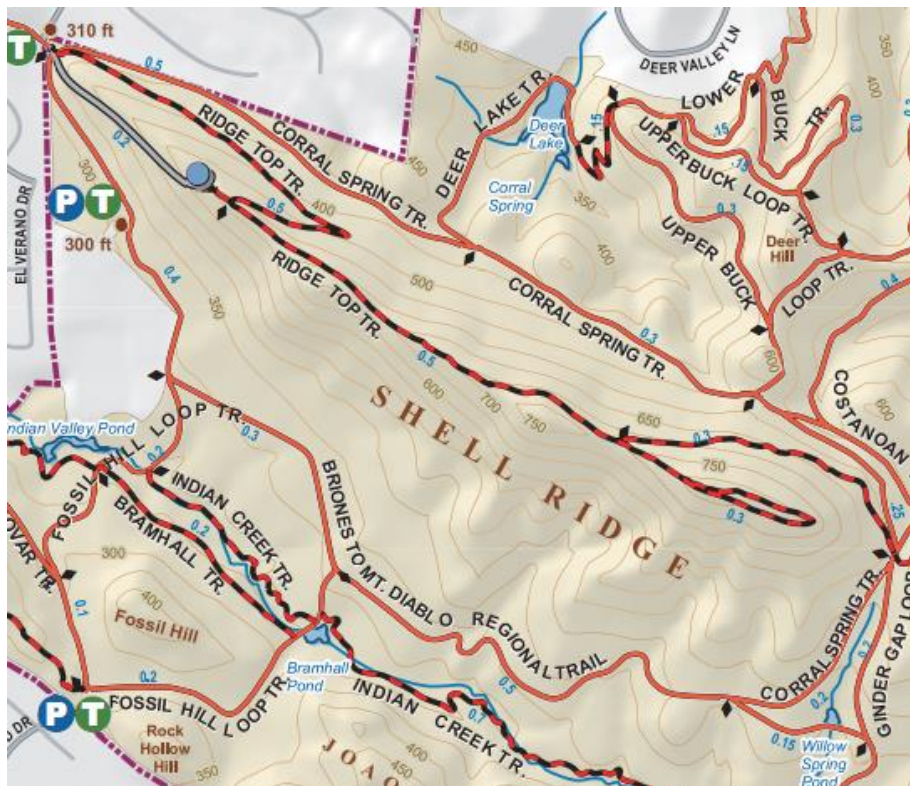 310 ft
T
0.5
450
DEER VALLEY LN
350
400
DEER LAKE TR.
Deer
Lake
LOWER
BUCK
TR.
0.3
.15
.15
.15
RIDGE TOP TR.
CORRAL SPRING TR.
0.2
300
450
Corral
Spring
350
UPPER BUCK LOOP TR.
0.3
P T
300 ft
0.5
400
EL VERANO DR
UPPER BUCK
Deer
Hill
LOOP TR.
400
0.4
0.4
RIDGE TOP TR.
500
CORRAL SPRING TR.
0.3
350
0.5
600
COSTANOAN
600
600
700
750
650
SHELL RIDGE
0.3
750
0.3
.25
Indian Valley Pond
FOSSIL HILL LOOP TR.
0.3
0.2
INDIAN CREEK TR.
0.2
BRAMHALL TR.
BRIONES TO MT. DIABLO REGIONAL TRAIL
0.5
OVAR TR.
300
400
Fossil Hill
0.1
0.2
P T
FOSSIL HILL LOOP TR.
Bramhall
Pond
INDIAN CREEK TR.
0.7
CORRAL SPRING TR.
0.2
0.2
GINDER GAP LOOP
0.15
Willow
Spring
Pond
Rock
Hollow
Hill
350
400
450
JOAQ
DR